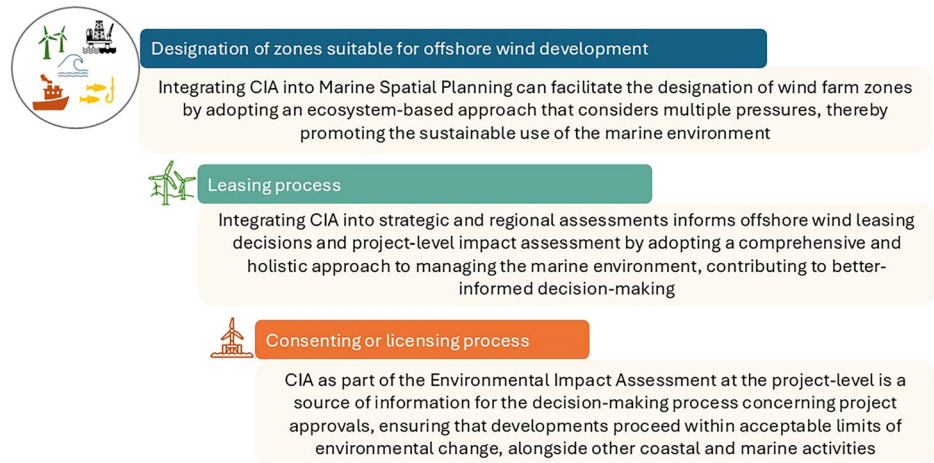 Designation of zones suitable for offshore wind development
Integrating CIA into Marine Spatial Planning can facilitate the designation of wind farm zones
by adopting an ecosystem-based approach that considers multiple pressures, thereby
promoting the sustainable use of the marine environment
Leasing process
Integrating CIA into strategic and regional assessments informs offshore wind leasing
decisions and project-level impact assessment by adopting a comprehensive and
holistic approach to managing the marine environment, contributing to better-
informed decision-making
Consenting or licensing process
CIA as part of the Environmental Impact Assessment at the project-level is a
source of information for the decision-making process concerning project
approvals, ensuring that developments proceed within acceptable limits of
environmental change, alongside other coastal and marine activities